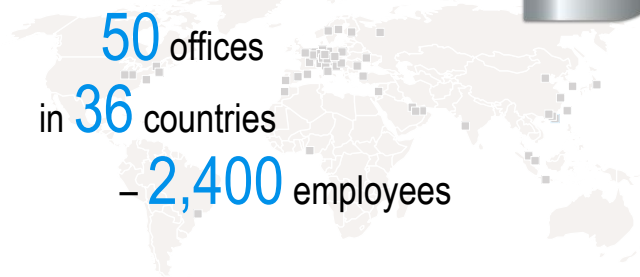 50 offices
in 36 countries
– 2,400 employees